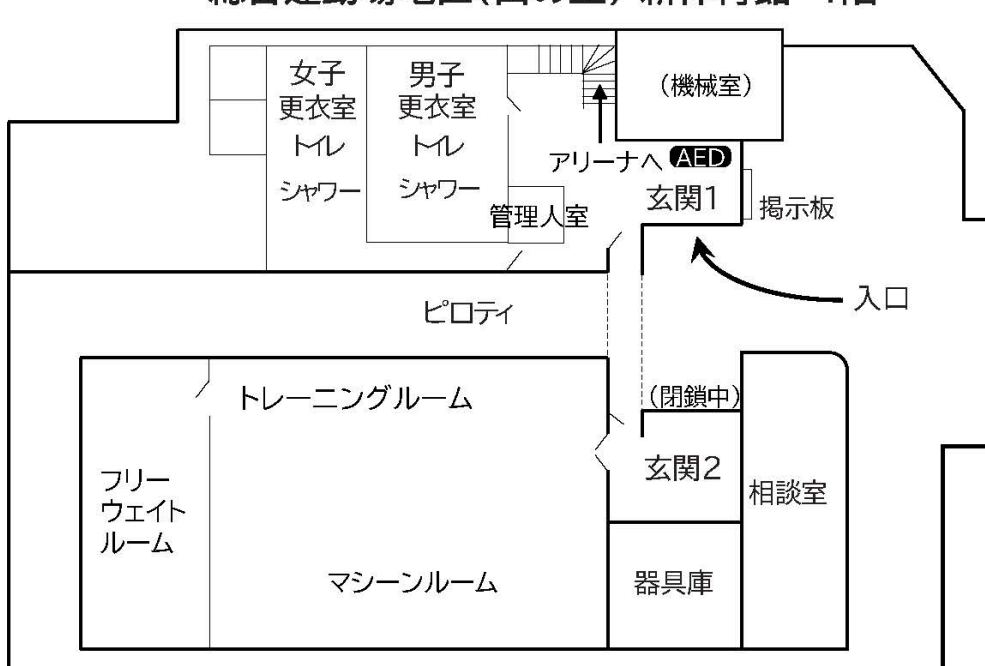 女子
更衣室
トイレ
シャワー
男子
更衣室
トイレ
シャワー
(機械室)
アリーナへ AED
玄関1
掲示板
管理人室
入口
ピロティ
トレーニングルーム
(閉鎖中)
フリー
ウェイト
ルーム
玄関2
相談室
マシーンルーム
器具庫